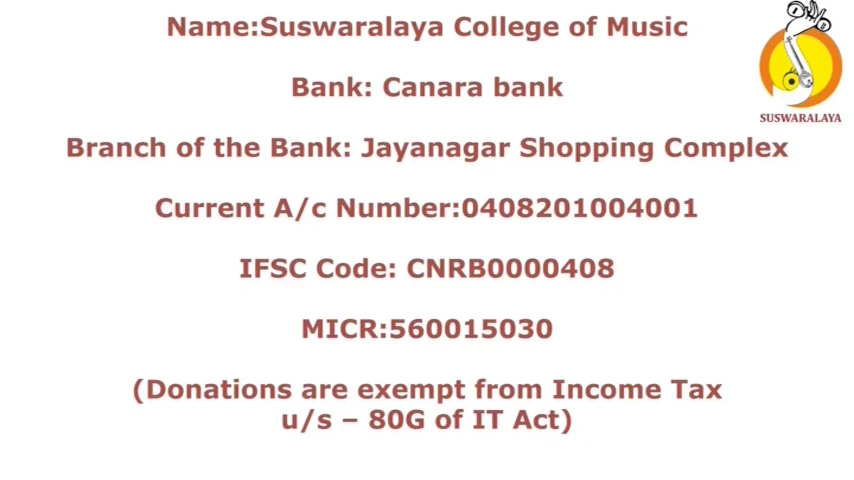 Name:Suswaralaya College of Music
SUSWARALAYA
Bank: Canara bank
Branch of the Bank: Jayanagar Shopping Complex
Current A/c Number:0408201004001
IFSC Code: CNRB0000408
MICR:560015030
(Donations are exempt from Income Tax
u/s – 80G of IT Act)